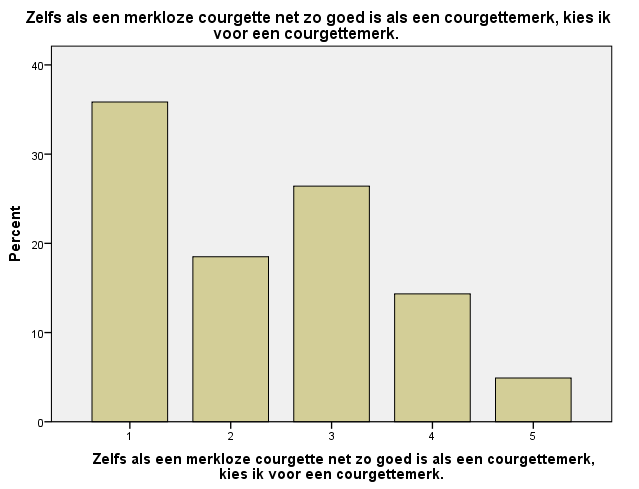 Zelfs als een merkloze courgette net zo goed is als een courgettemerk, kies ik
voor een courgettemerk.
40
30
20
10
0
Percent
1 2 3 4 5
Zelfs als een merkloze courgette net zo goed is als een courgettemerk,
kies ik voor een courgettemerk.